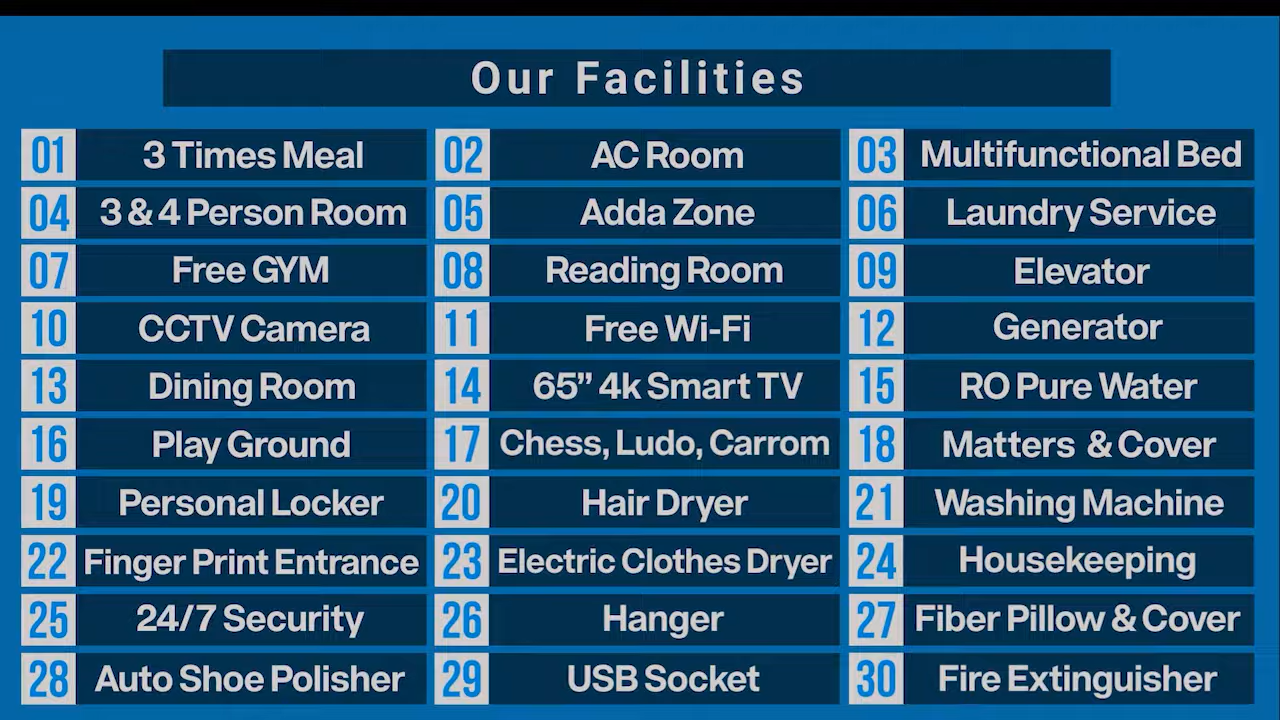 Our Facilities
01 3 Times Meal
02 AC Room
03 Multifunctional Bed
04 3 & 4 Person Room
05 Adda Zone
06 Laundry Service
07 Free GYM
08 Reading Room
09 Elevator
10 CCTV Camera
11 Free Wi-Fi
12 Generator
13 Dining Room
14 65” 4k Smart TV
15 RO Pure Water
16 Play Ground
17 Chess, Ludo, Carrom
18 Matters & Cover
19 Personal Locker
20 Hair Dryer
21 Washing Machine
22 Finger Print Entrance
23 Electric Clothes Dryer
24 Housekeeping
25 24/7 Security
26 Hanger
27 Fiber Pillow & Cover
28 Auto Shoe Polisher
29 USB Socket
30 Fire Extinguisher